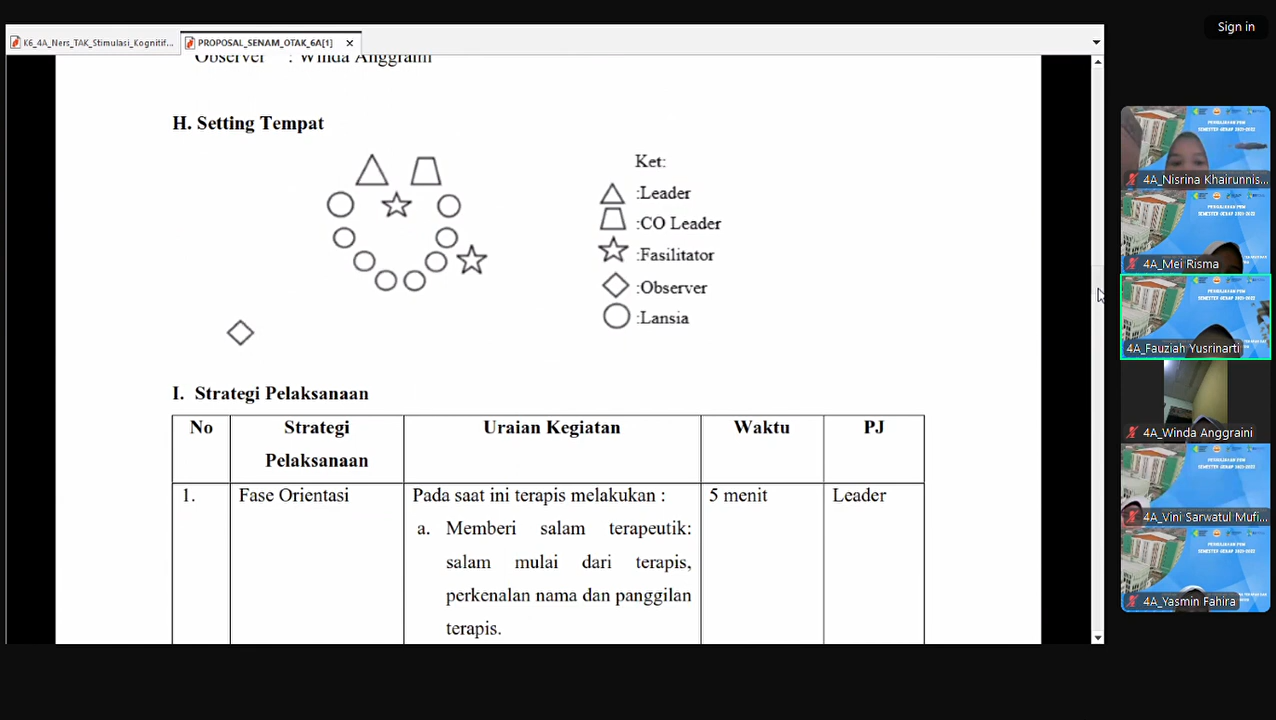 Sign in
K6_4A_Ners_TAK_Stimulasi_Kognitif...
PROPOSAL_SENAM_OTAK_6A[1]
Observer : Winda Anggraini
H. Setting Tempat
Ket:
:Leader
:CO Leader
:Fasilitator
:Observer
:Lansia
I. Strategi Pelaksanaan
No
Strategi
Pelaksanaan
Uraian Kegiatan
Waktu
PJ
1.
Fase Orientasi
Pada saat ini terapis melakukan :
a. Memberi salam terapeutik:
salam mulai dari terapis,
perkenalan nama dan panggilan
terapis.
5 menit
Leader
4A_Nisrina Khairunnis...
4A_Mei Risma
4A_Fauziah Yusrinarti
4A_Winda Anggraini
4A_Vini Sarwatul Mufi...
4A_Yasmin Fahira